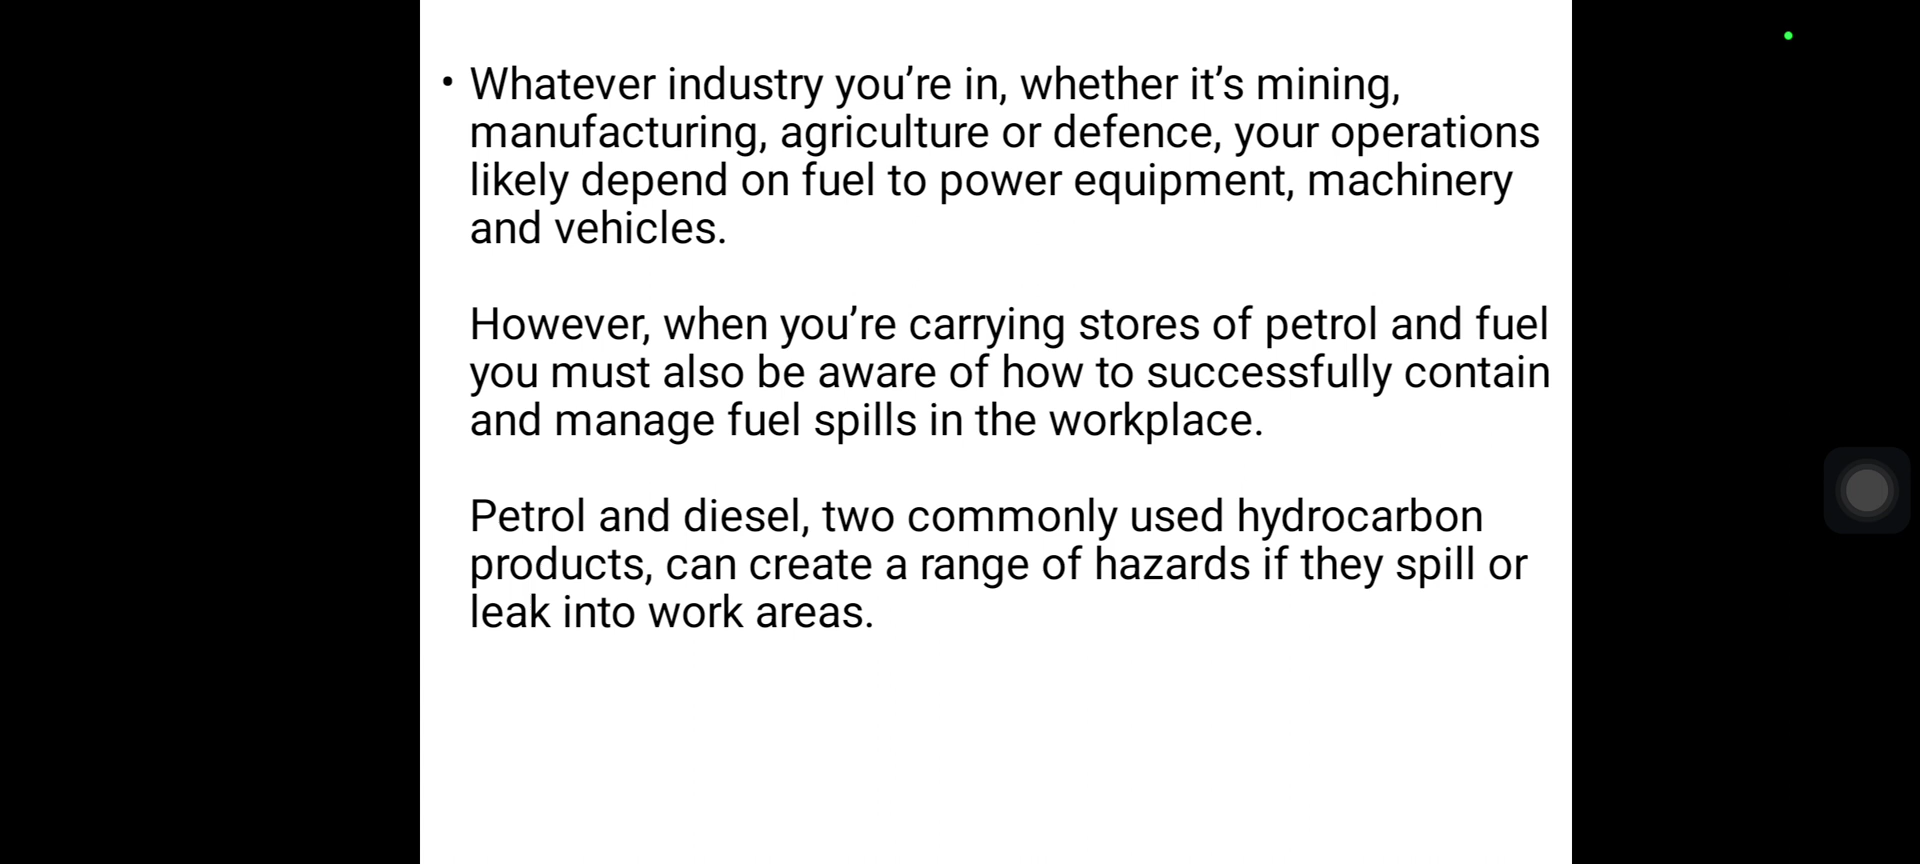 • Whatever industry you’re in, whether it’s mining,
manufacturing, agriculture or defence, your operations
likely depend on fuel to power equipment, machinery
and vehicles.
However, when you’re carrying stores of petrol and fuel
you must also be aware of how to successfully contain
and manage fuel spills in the workplace.
Petrol and diesel, two commonly used hydrocarbon
products, can create a range of hazards if they spill or
leak into work areas.